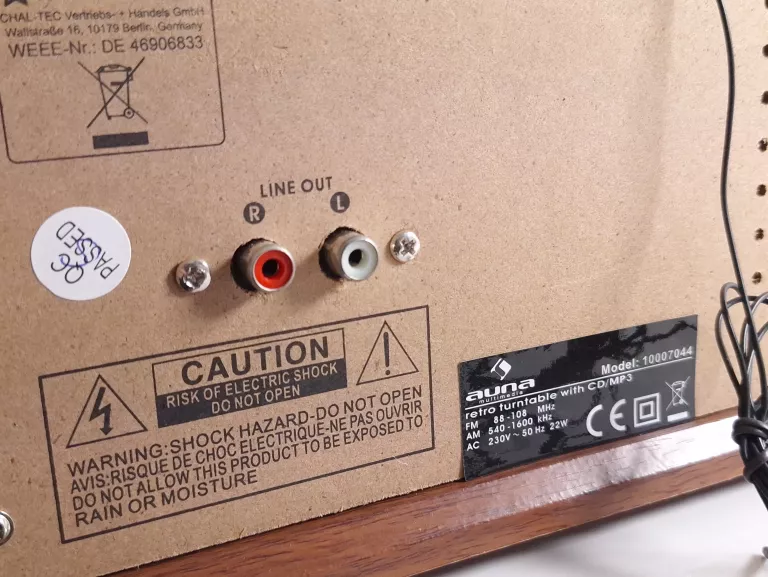 CHAL-TEC Vertriebs- + Handels GmbH
Wallstraße 16, 10179 Berlin, Germany
WEEE-Nr.: DE 46906833
LINE OUT
R
L
QC
PASSED
CAUTION
RISK OF ELECTRIC SHOCK
DO NOT OPEN
WARNING:SHOCK HAZARD-DO NOT OPEN
AVIS:RISQUE DE CHOC ELECTRIQUE-NE PAS OUVRIR
DO NOT ALLOW THIS PRODUCT TO BE EXPOSED TO
RAIN OR MOISTURE
auna
multimedia
Model: 10007044
retro turntable with CD/MP3
FM 88-108 MHz
AM 540-1600 kHz
AC 230V~50Hz 22W
CE